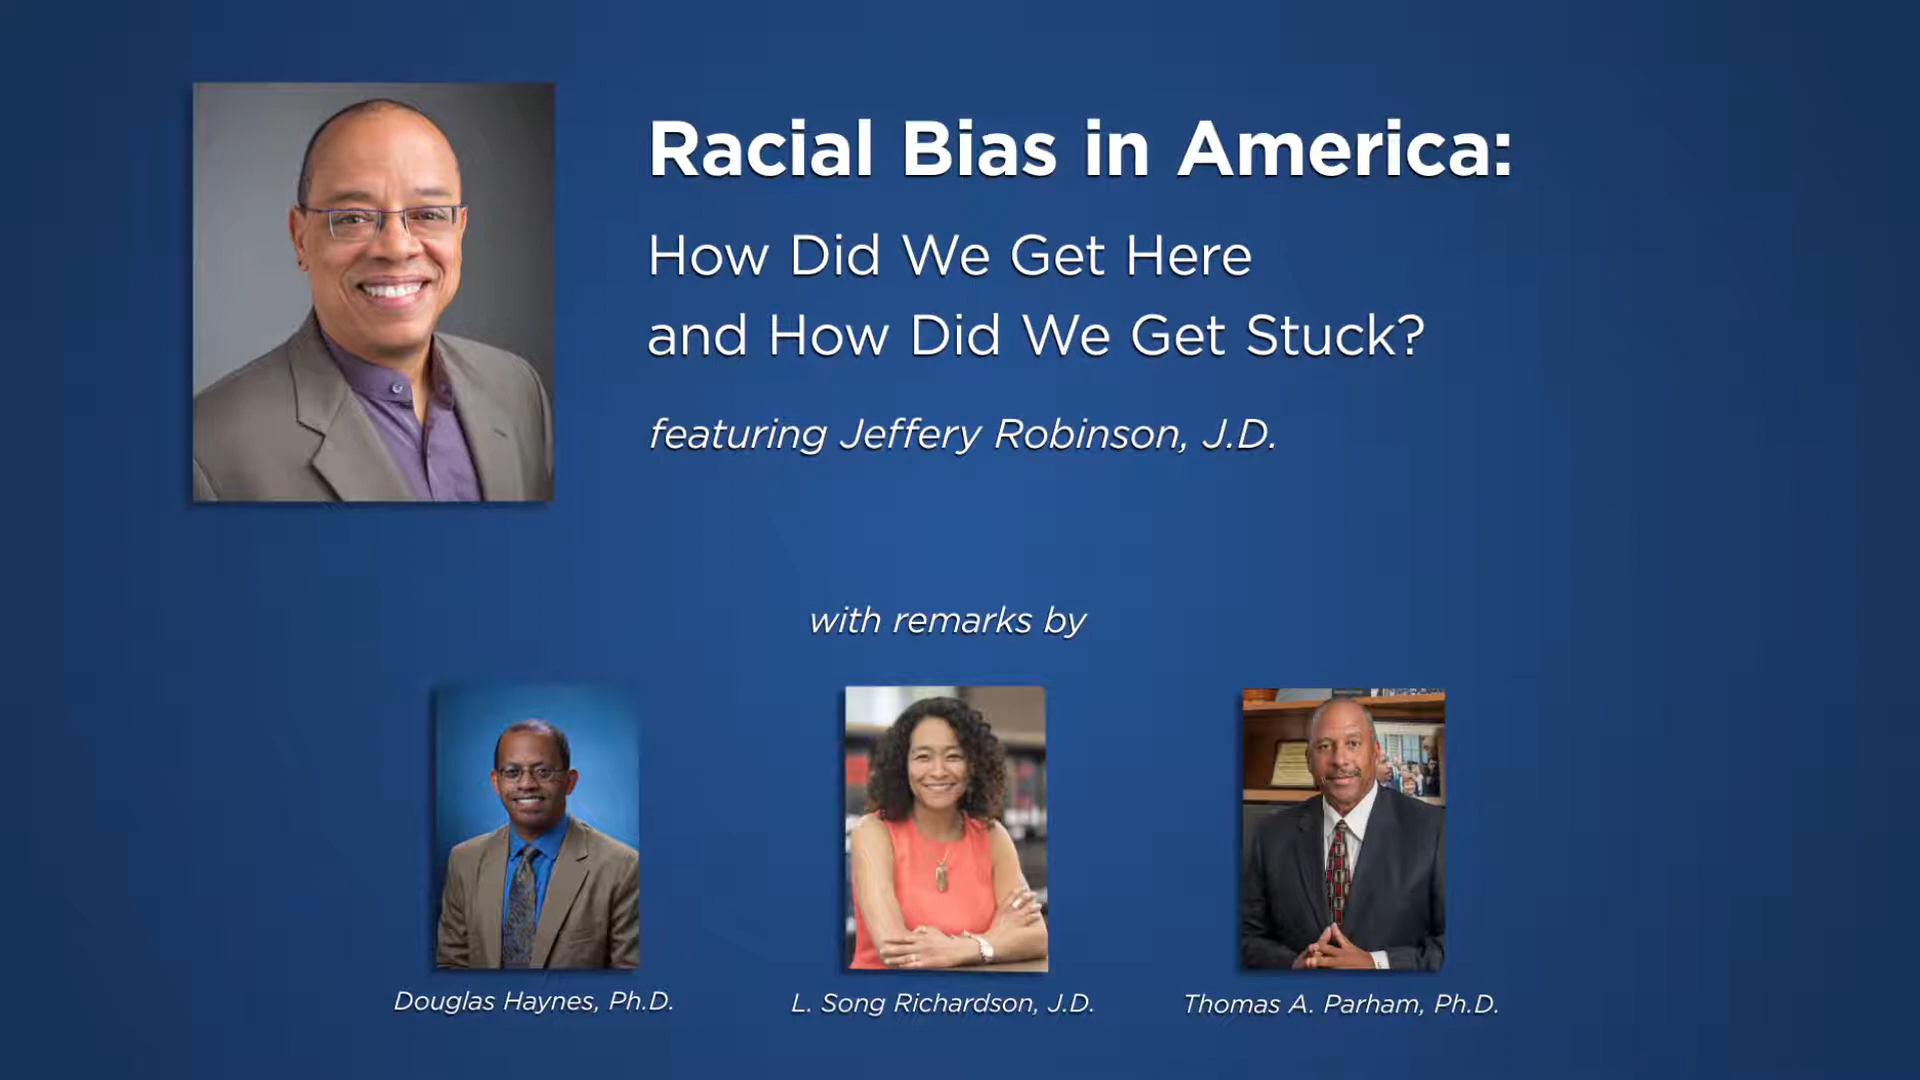 Racial Bias in America:
How Did We Get Here
and How Did We Get Stuck?
featuring Jeffery Robinson, J.D.
with remarks by
Douglas Haynes, Ph.D.
L. Song Richardson, J.D.
Thomas A. Parham, Ph.D.